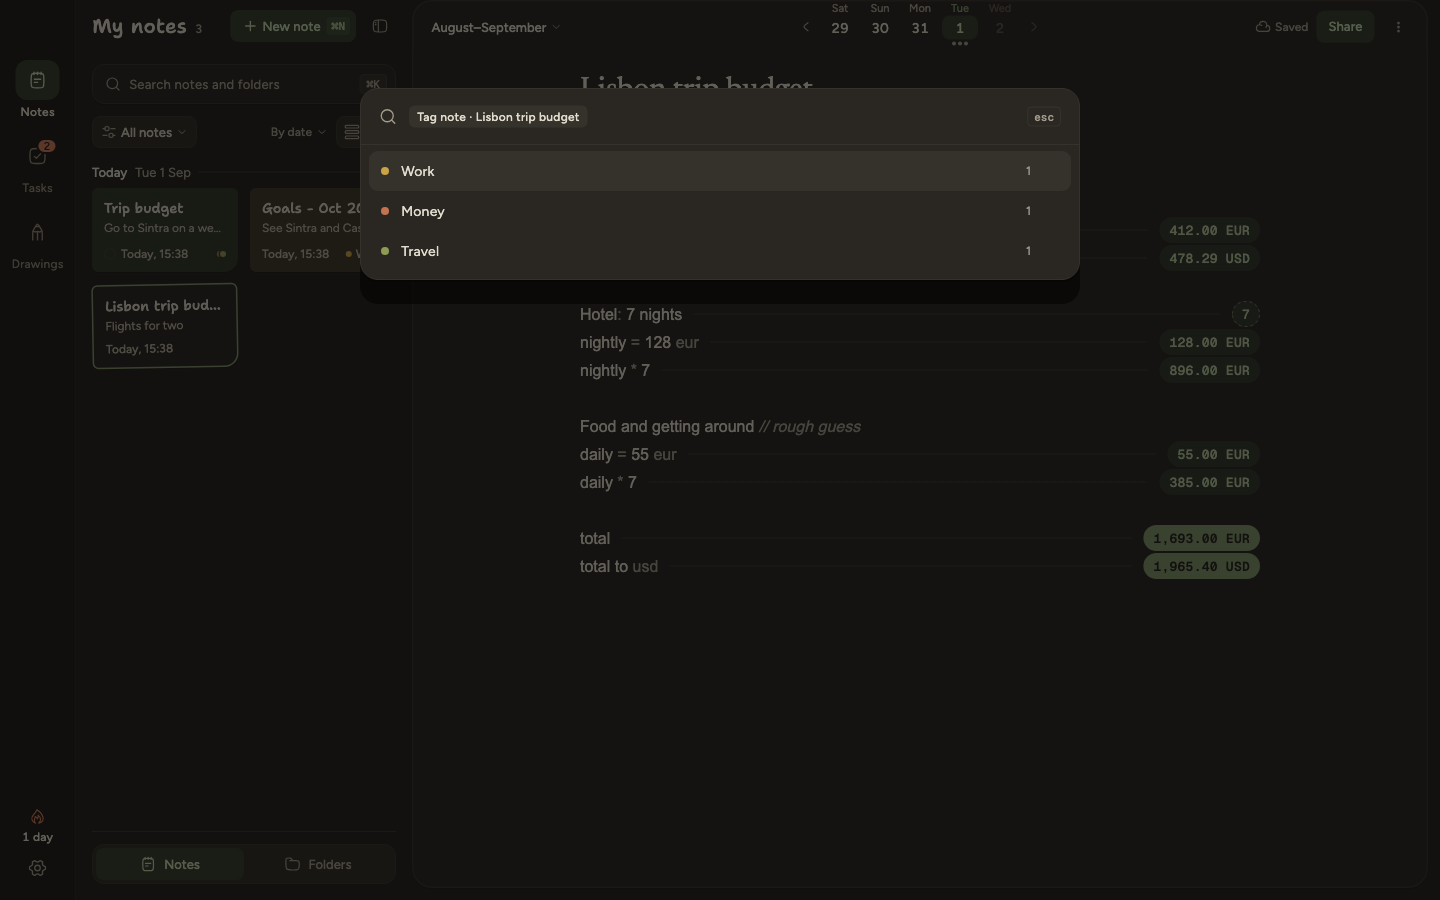 My notes 3
+ New note ⌘N
August–September
Sat Sun Mon Tue Wed
29 30 31 1 2
Saved
Share
Notes
2
Tasks
Drawings
1 day
Search notes and folders ⌘K
All notes
By date
Today Tue 1 Sep
Trip budget
Go to Sintra on a we...
Today, 15:38
Goals - Oct 20
See Sintra and Cas
Today, 15:38
Lisbon trip bud...
Flights for two
Today, 15:38
Notes
Folders
Lisbon trip budget
Tag note · Lisbon trip budget
esc
Work 1
Money 1
Travel 1
412.00 EUR
478.29 USD
Hotel: 7 nights 7
nightly = 128 eur 128.00 EUR
nightly * 7 896.00 EUR
Food and getting around // rough guess
daily = 55 eur 55.00 EUR
daily * 7 385.00 EUR
total 1,693.00 EUR
total to usd 1,965.40 USD